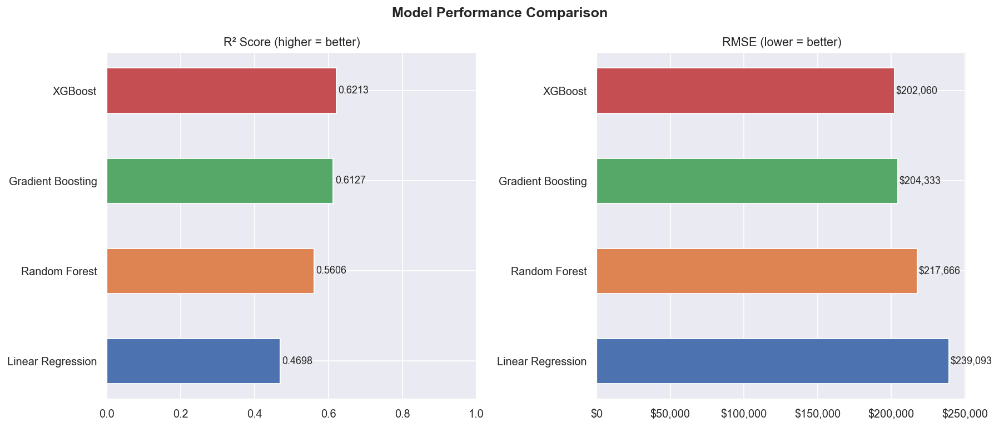 Model Performance Comparison
R² Score (higher = better)
XGBoost
0.6213
Gradient Boosting
0.6127
Random Forest
0.5606
Linear Regression
0.4698
0.0 0.2 0.4 0.6 0.8 1.0
RMSE (lower = better)
XGBoost
$202,060
Gradient Boosting
$204,333
Random Forest
$217,666
Linear Regression
$239,093
$0 $50,000 $100,000 $150,000 $200,000 $250,000